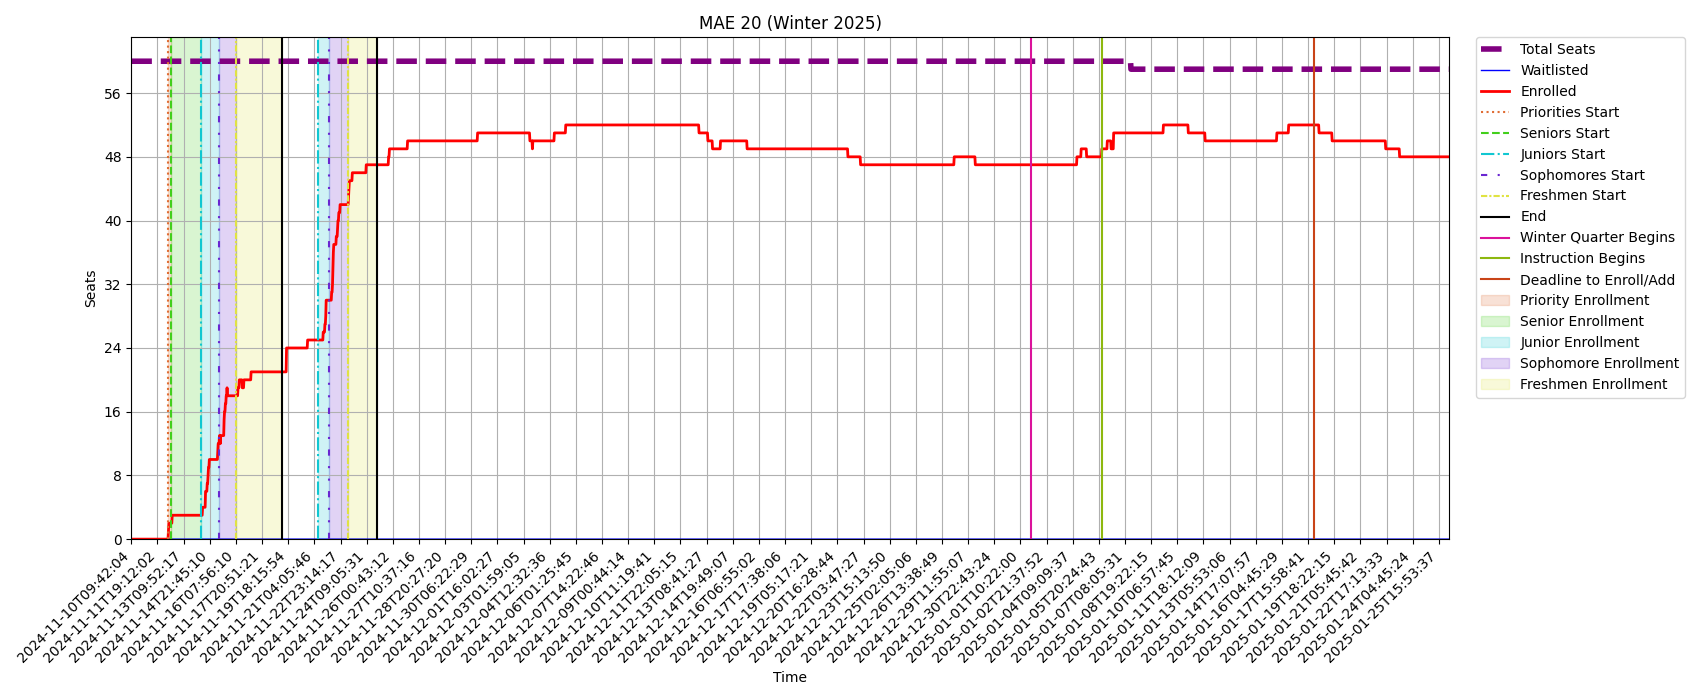 MAE 20 (Winter 2025)
Seats
56
48
40
32
24
16
8
0
2024-11-10T09:42:04
2024-11-11T19:12:02
2024-11-13T09:52:17
2024-11-14T21:45:10
2024-11-16T07:56:10
2024-11-17T20:51:21
2024-11-19T18:15:54
2024-11-21T04:05:46
2024-11-22T23:14:17
2024-11-24T09:05:31
2024-11-26T00:43:12
2024-11-27T10:37:16
2024-11-28T20:27:20
2024-11-30T06:22:29
2024-12-01T16:02:27
2024-12-03T01:59:05
2024-12-04T12:32:36
2024-12-06T01:25:45
2024-12-07T14:22:46
2024-12-09T00:44:14
2024-12-10T11:19:41
2024-12-11T22:05:15
2024-12-13T08:41:27
2024-12-14T19:49:07
2024-12-16T06:55:02
2024-12-17T17:38:06
2024-12-19T05:17:21
2024-12-20T16:28:44
2024-12-22T03:47:27
2024-12-23T15:13:50
2024-12-25T02:05:06
2024-12-26T13:38:49
2024-12-29T11:55:07
2024-12-30T22:43:24
2025-01-01T10:22:00
2025-01-02T21:37:52
2025-01-04T09:09:37
2025-01-05T20:24:43
2025-01-07T08:05:31
2025-01-08T19:22:15
2025-01-10T06:57:45
2025-01-11T18:12:09
2025-01-13T05:53:06
2025-01-14T17:07:57
2025-01-16T04:45:29
2025-01-17T15:58:41
2025-01-19T18:22:15
2025-01-21T05:45:42
2025-01-22T17:13:33
2025-01-24T04:45:24
2025-01-25T15:53:37
Time
Total Seats
Waitlisted
Enrolled
Priorities Start
Seniors Start
Juniors Start
Sophomores Start
Freshmen Start
End
Winter Quarter Begins
Instruction Begins
Deadline to Enroll/Add
Priority Enrollment
Senior Enrollment
Junior Enrollment
Sophomore Enrollment
Freshmen Enrollment